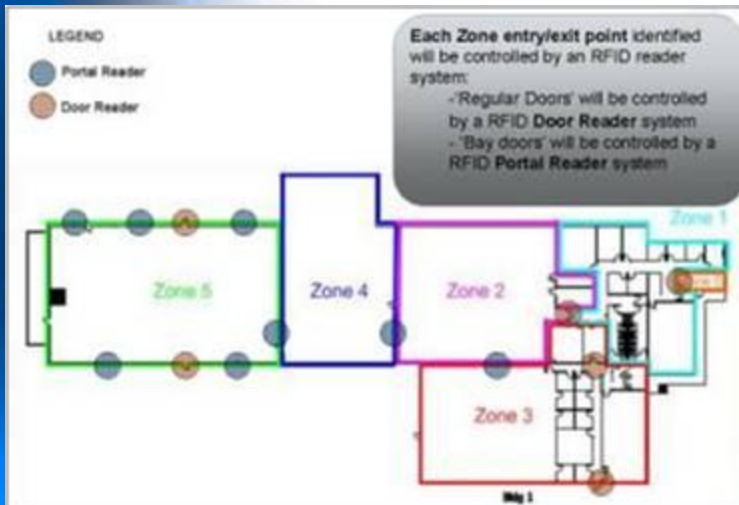 LEGEND
Portal Reader
Door Reader
Each Zone entry/exit point identified
will be controlled by an RFID reader
system:
-'Regular Doors' will be controlled
by a RFID Door Reader system
- 'Bay doors' will be controlled by a
RFID Portal Reader system
Zone 1
Zone 5
Zone 4
Zone 2
Zone 3
Bldg 1